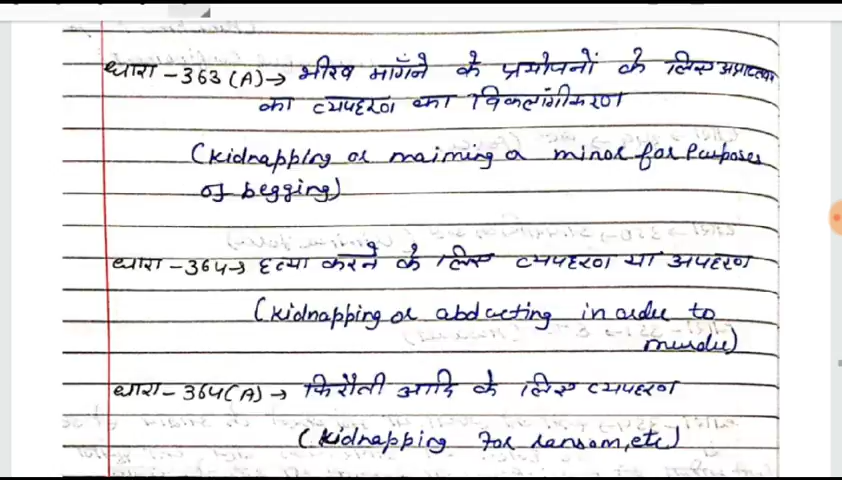 धारा -363 (A) → भीख माँगने के प्रयोजनों के लिए अप्राप्तवय
का व्यपहरण का विकलांगीकरण
(kidnapping or maiming a minor for Purposes
of begging)
धारा -364 → हत्या करने के लिए व्यपहरण या अपहरण
(kidnapping or abducting in order to
murder)
धारा -364(A) → फिरौती आदि के लिए व्यपहरण
(kidnapping for ransom, etc)